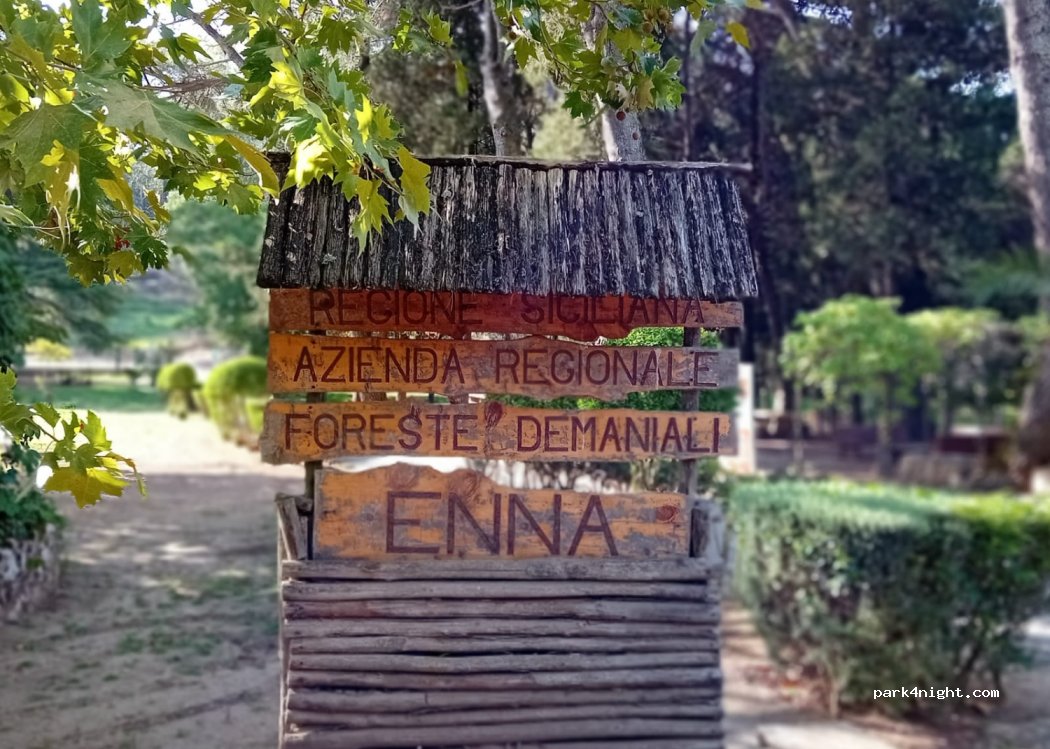 REGIONE SICILIANA
AZIENDA REGIONALE
FORESTE DEMANIALI
ENNA
park4night.com